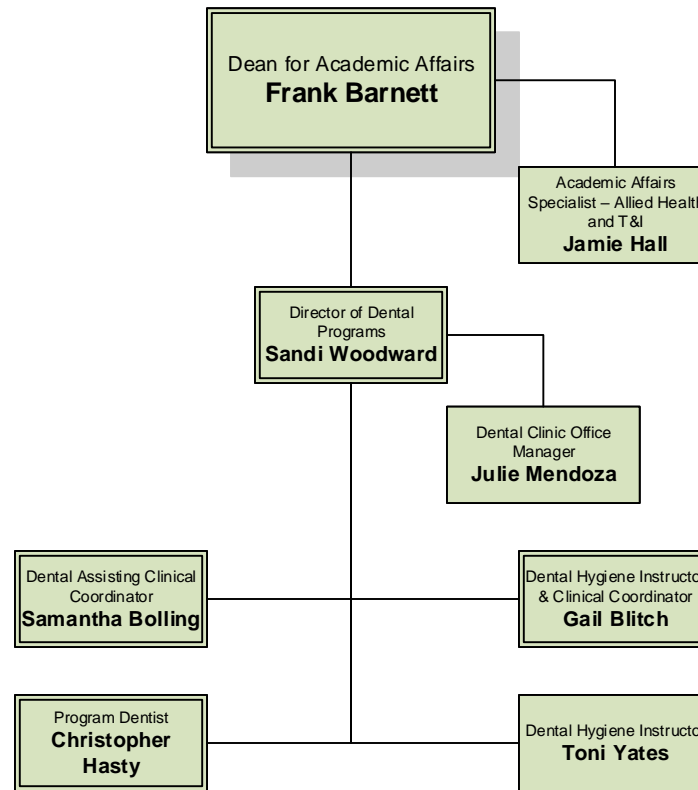 Dean for Academic Affairs
Frank Barnett
Academic Affairs
Specialist – Allied Health
and T&I
Jamie Hall
Director of Dental
Programs
Sandi Woodward
Dental Clinic Office
Manager
Julie Mendoza
Dental Assisting Clinical
Coordinator
Samantha Bolling
Dental Hygiene Instructo
& Clinical Coordinator
Gail Blitch
Program Dentist
Christopher
Hasty
Dental Hygiene Instructo
Toni Yates